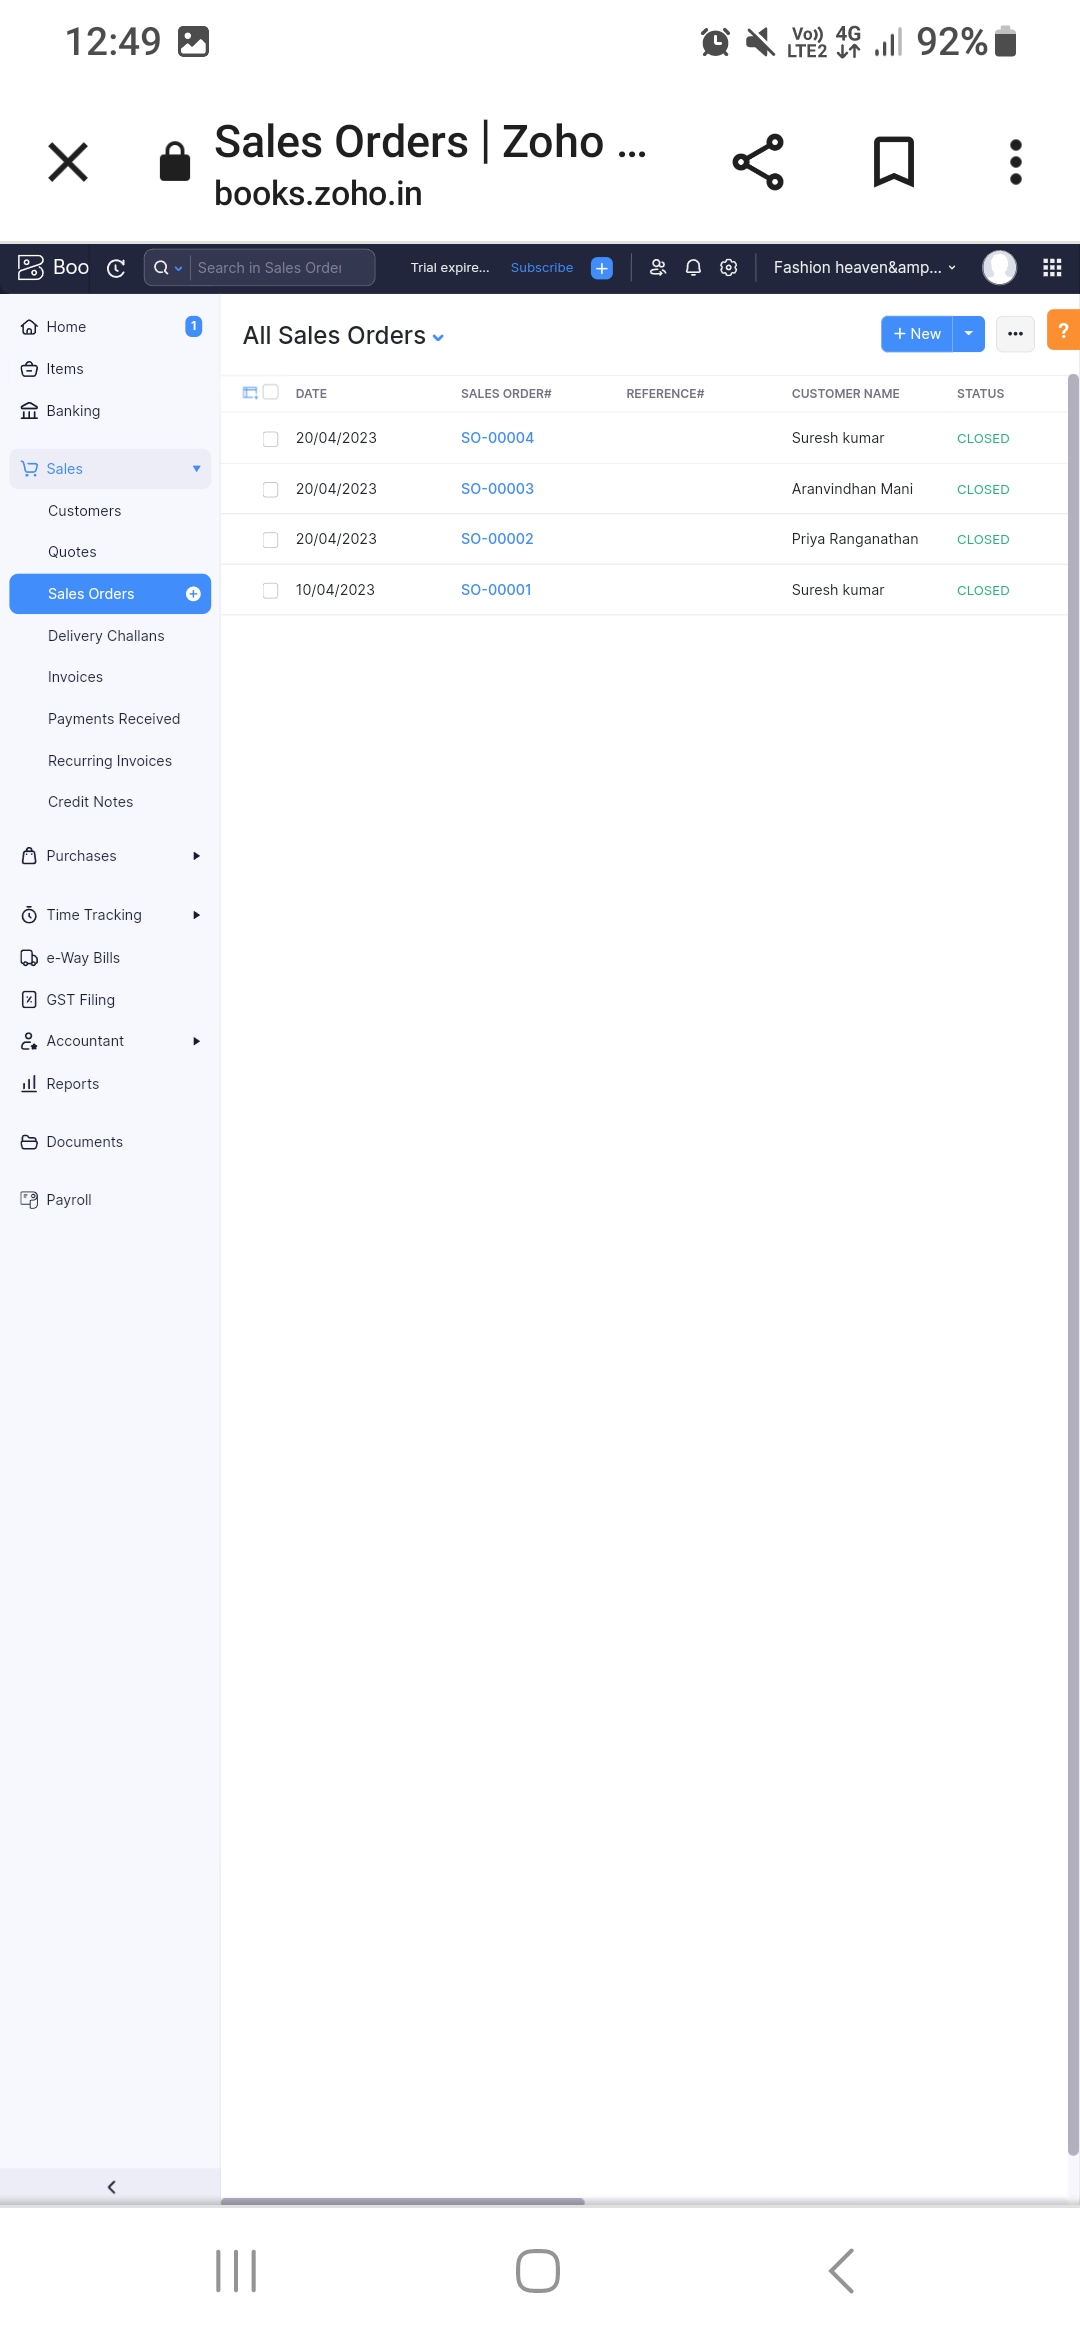 12:49
Vo)) LTE2 4G 92%
Sales Orders | Zoho ...
books.zoho.in
Boo
Search in Sales Order
Trial expire... Subscribe
Fashion heaven&amp...
Home 1
Items
Banking
Sales
Customers
Quotes
Sales Orders
Delivery Challans
Invoices
Payments Received
Recurring Invoices
Credit Notes
Purchases
Time Tracking
e-Way Bills
GST Filing
Accountant
Reports
Documents
Payroll
All Sales Orders
+ New
?
DATE SALES ORDER# REFERENCE# CUSTOMER NAME STATUS
20/04/2023 SO-00004 Suresh kumar CLOSED
20/04/2023 SO-00003 Aranvindhan Mani CLOSED
20/04/2023 SO-00002 Priya Ranganathan CLOSED
10/04/2023 SO-00001 Suresh kumar CLOSED